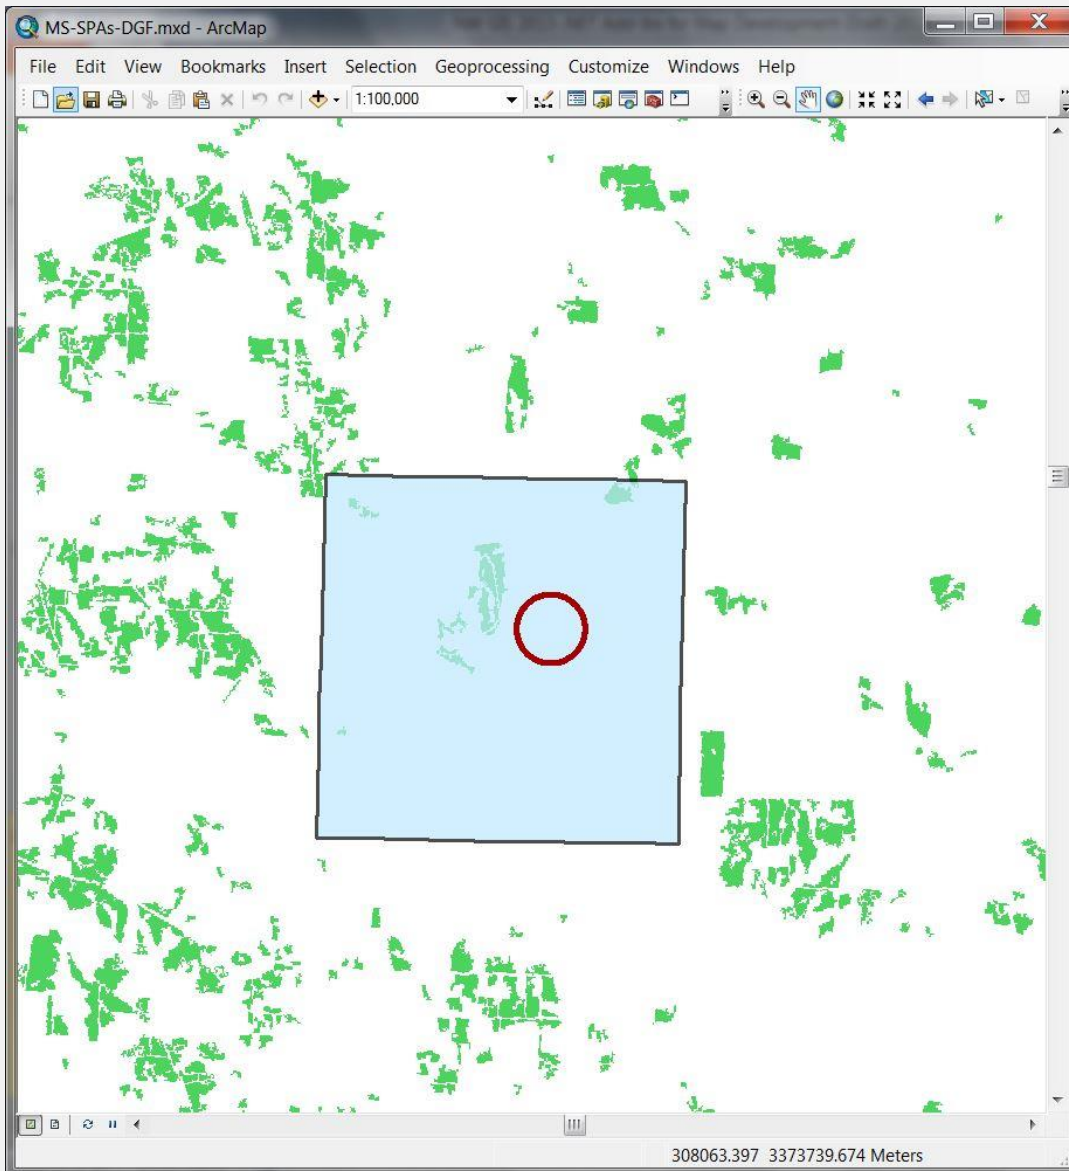 MS-SPAs-DGF.mxd - ArcMap
File Edit View Bookmarks Insert Selection Geoprocessing Customize Windows Help
1:100,000
308063.397 3373739.674 Meters